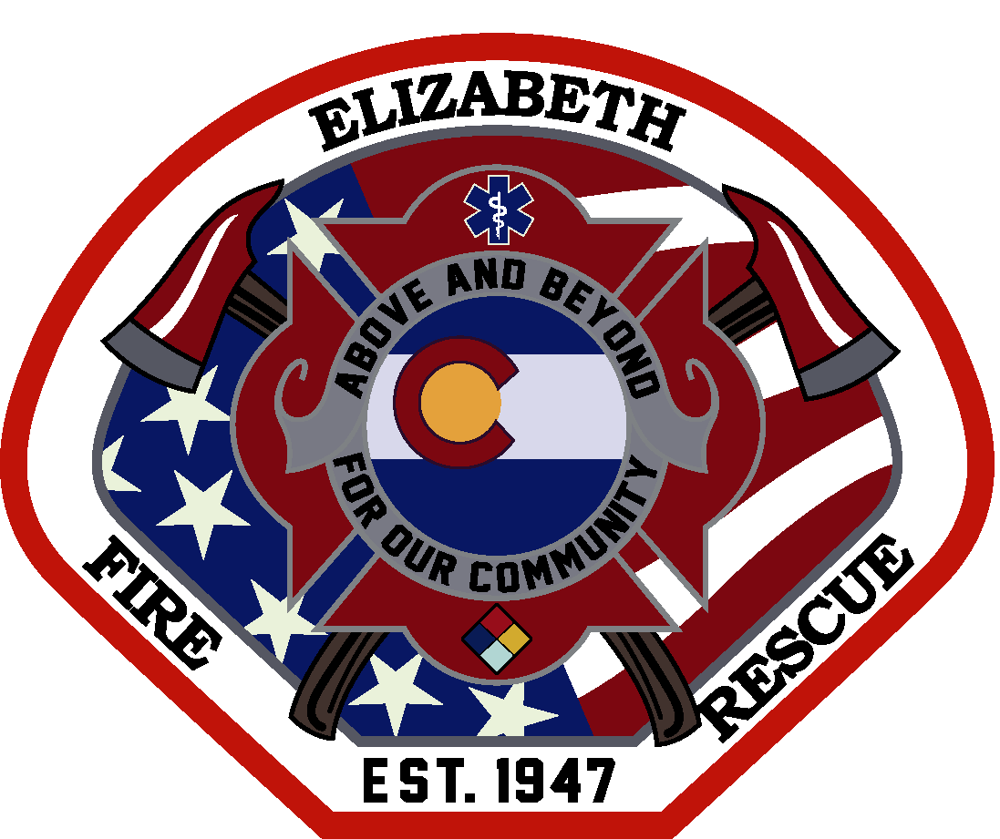 ELIZABETH
ABOVE AND BEYOND
FOR OUR COMMUNITY
FIRE
RESCUE
EST. 1947